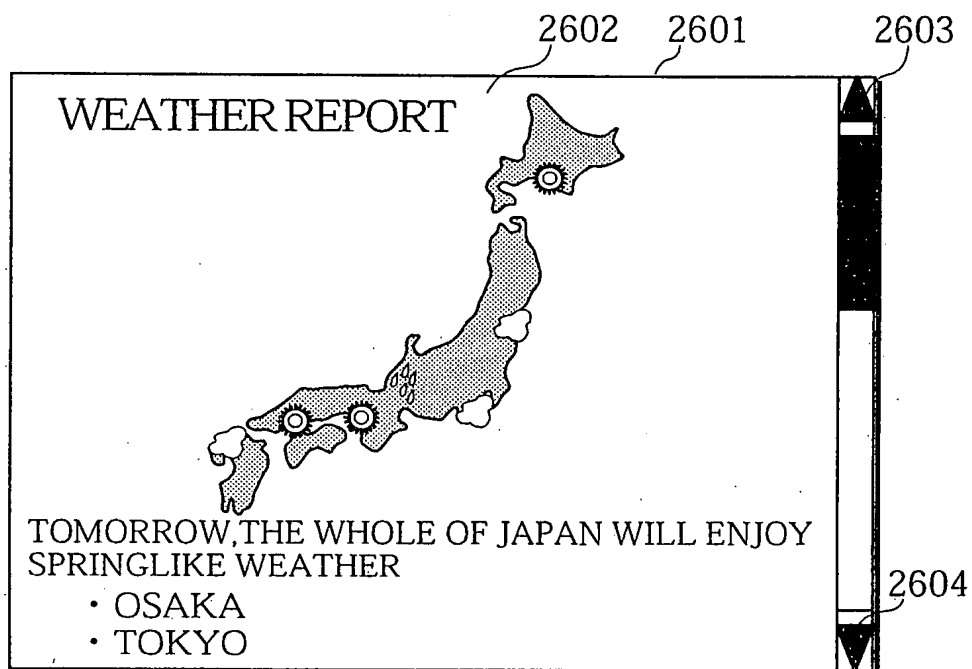 2602 2601 2603
WEATHER REPORT
TOMORROW,THE WHOLE OF JAPAN WILL ENJOY
SPRINGLIKE WEATHER
2604
・OSAKA
・TOKYO